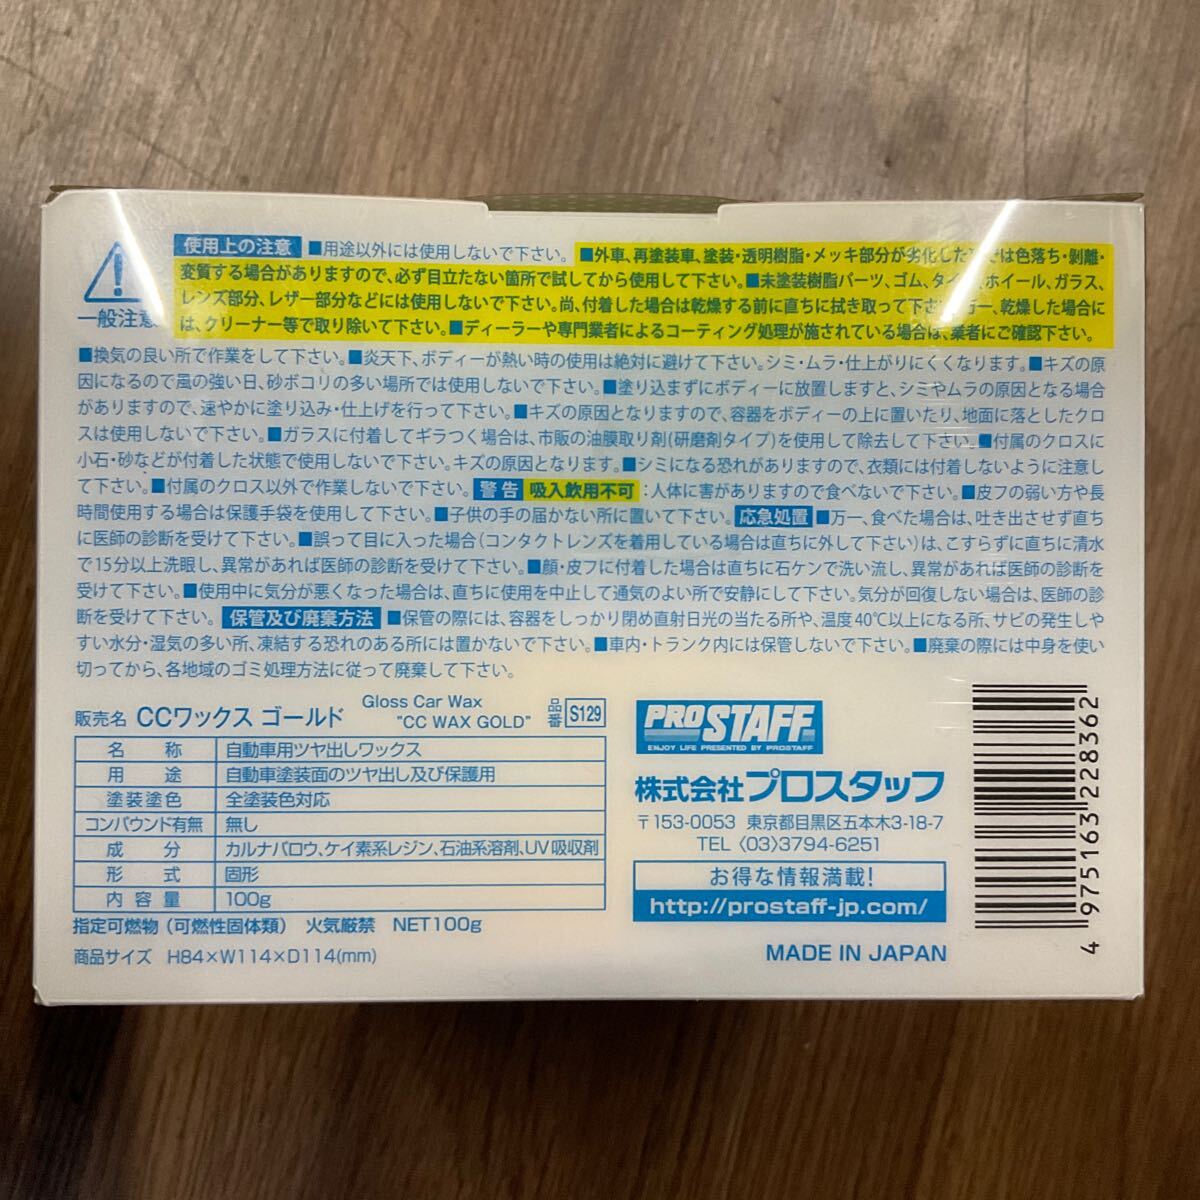 使用上の注意 ■用途以外には使用しないで下さい。■外車、再塗装車、塗装・透明樹脂・メッキ部分が劣化した は色落ち・剝離・
変質する場合がありますので、必ず目立たない箇所で試してから使用して下さい。■未塗装樹脂パーツ、ゴム、タイ ホイール、ガラス、
レンズ部分、レザー部分などには使用しないで下さい。尚、付着した場合は乾燥する前に直ちに拭き取って下さ 一、乾燥した場合に
は、クリーナー等で取り除いて下さい。■ディーラーや専門業者によるコーティング処理が施されている場合は、業者にご確認下さい。
一般注意
■換気の良い所で作業をして下さい。■炎天下、ボディーが熱い時の使用は絶対に避けて下さい。シミ・ムラ・仕上がりにくくなります。■キズの原
因になるので風の強い日、砂ボコリの多い場所では使用しないで下さい。■塗り込まずにボディーに放置しますと、シミやムラの原因となる場合
がありますので、速やかに塗り込み・仕上げを行って下さい。■キズの原因となりますので、容器をボディーの上に置いたり、地面に落としたクロ
スは使用しないで下さい。■ガラスに付着してギラつく場合は、市販の油膜取り剤(研磨剤タイプ)を使用して除去して下さい。■付属のクロスに
小石・砂などが付着した状態で使用しないで下さい。キズの原因となります。■シミになる恐れがありますので、衣類には付着しないように注意し
て下さい。■付属のクロス以外で作業しないで下さい。警告 吸入飲用不可:人体に害がありますので食べないで下さい。■皮フの弱い方や長
時間使用する場合は保護手袋を使用して下さい。■子供の手の届かない所に置いて下さい。応急処置 ■万一、食べた場合は、吐き出させず直ち
に医師の診断を受けて下さい。■誤って目に入った場合(コンタクトレンズを着用している場合は直ちに外して下さい)は、こすらずに直ちに清水
で15分以上洗眼し、異常があれば医師の診断を受けて下さい。■顔・皮フに付着した場合は直ちに石ケンで洗い流し、異常があれば医師の診断を
受けて下さい。■使用中に気分が悪くなった場合は、直ちに使用を中止して通気のよい所で安静にして下さい。気分が回復しない場合は、医師の診
断を受けて下さい。保管及び廃棄方法 ■保管の際には、容器をしっかり閉め直射日光の当たる所や、温度40℃以上になる所、サビの発生しや
すい水分・湿気の多い所、凍結する恐れのある所には置かないで下さい。■車内・トランク内には保管しないで下さい。■廃棄の際には中身を使い
切ってから、各地域のゴミ処理方法に従って廃棄して下さい。
販売名 CCワックス ゴールド Gloss Car Wax "CC WAX GOLD" 品番 S129
名称 自動車用ツヤ出しワックス
用途 自動車塗装面のツヤ出し及び保護用
塗装塗色 全塗装色対応
コンパウンド有無 無し
成分 カルナバロウ、ケイ素系レジン、石油系溶剤、UV吸収剤
形式 固形
内容量 100g
指定可燃物(可燃性固体類) 火気厳禁 NET100g
商品サイズ H84×W114×D114(mm)
PROSTAFF
ENJOY LIFE PRESENTED BY PROSTAFF
株式会社プロスタッフ
〒153-0053 東京都目黒区五本木3-18-7
TEL〈03〉3794-6251
お得な情報満載!
http://prostaff-jp.com/
MADE IN JAPAN
4 975163 228362